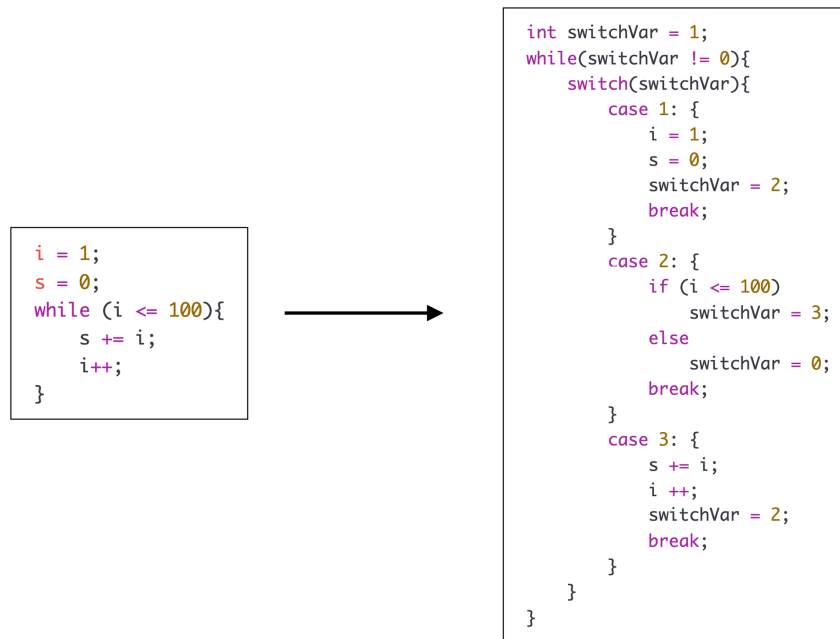 i = 1;
s = 0;
while (i <= 100){
    s += i;
    i++;
}
int switchVar = 1;
while(switchVar != 0){
    switch(switchVar){
        case 1: {
            i = 1;
            s = 0;
            switchVar = 2;
            break;
        }
        case 2: {
            if (i <= 100)
                switchVar = 3;
            else
                switchVar = 0;
            break;
        }
        case 3: {
            s += i;
            i ++;
            switchVar = 2;
            break;
        }
    }
}